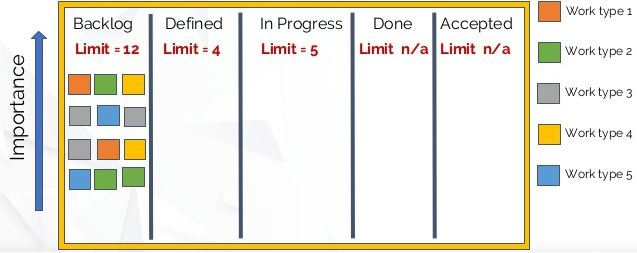 Importance
Backlog
Limit = 12
Defined
Limit = 4
In Progress
Limit = 5
Done
Limit n/a
Accepted
Limit n/a
Work type 1
Work type 2
Work type 3
Work type 4
Work type 5